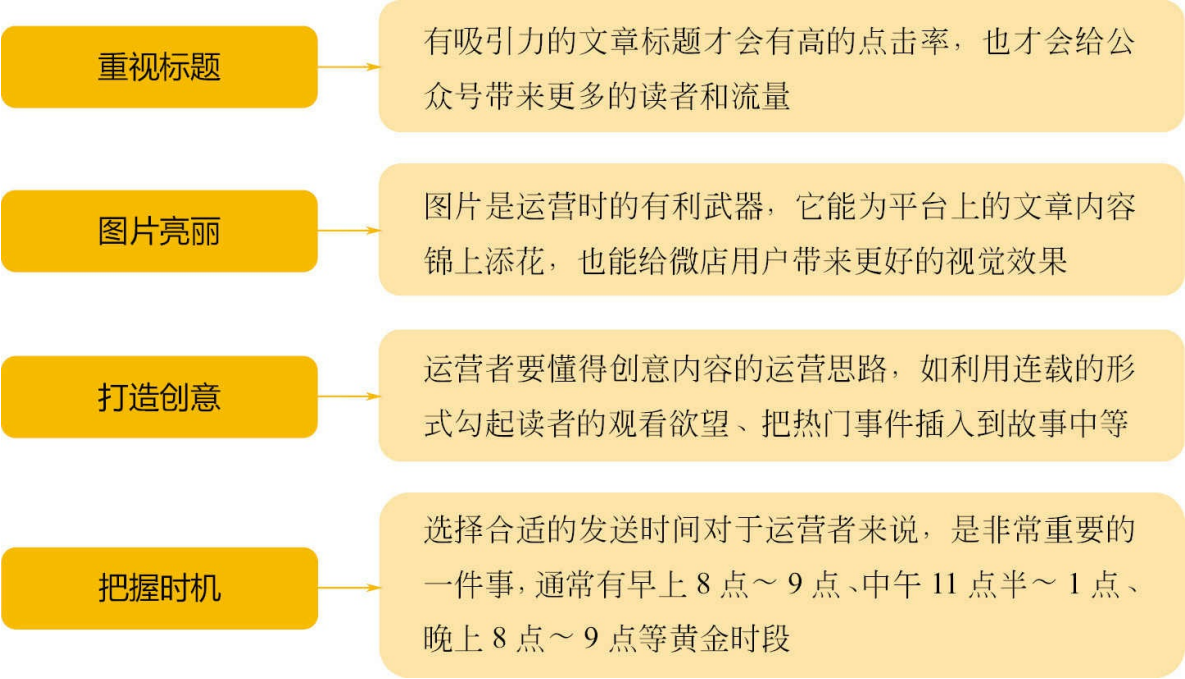 重视标题
有吸引力的文章标题才会有高的点击率，也才会给公
众号带来更多的读者和流量
图片亮丽
图片是运营时的有利武器，它能为平台上的文章内容
锦上添花，也能给微店用户带来更好的视觉效果
打造创意
运营者要懂得创意内容的运营思路，如利用连载的形
式勾起读者的观看欲望、把热门事件插入到故事中等
把握时机
选择合适的发送时间对于运营者来说，是非常重要的
一件事，通常有早上 8 点～ 9 点、中午 11 点半～ 1 点、
晚上 8 点～ 9 点等黄金时段